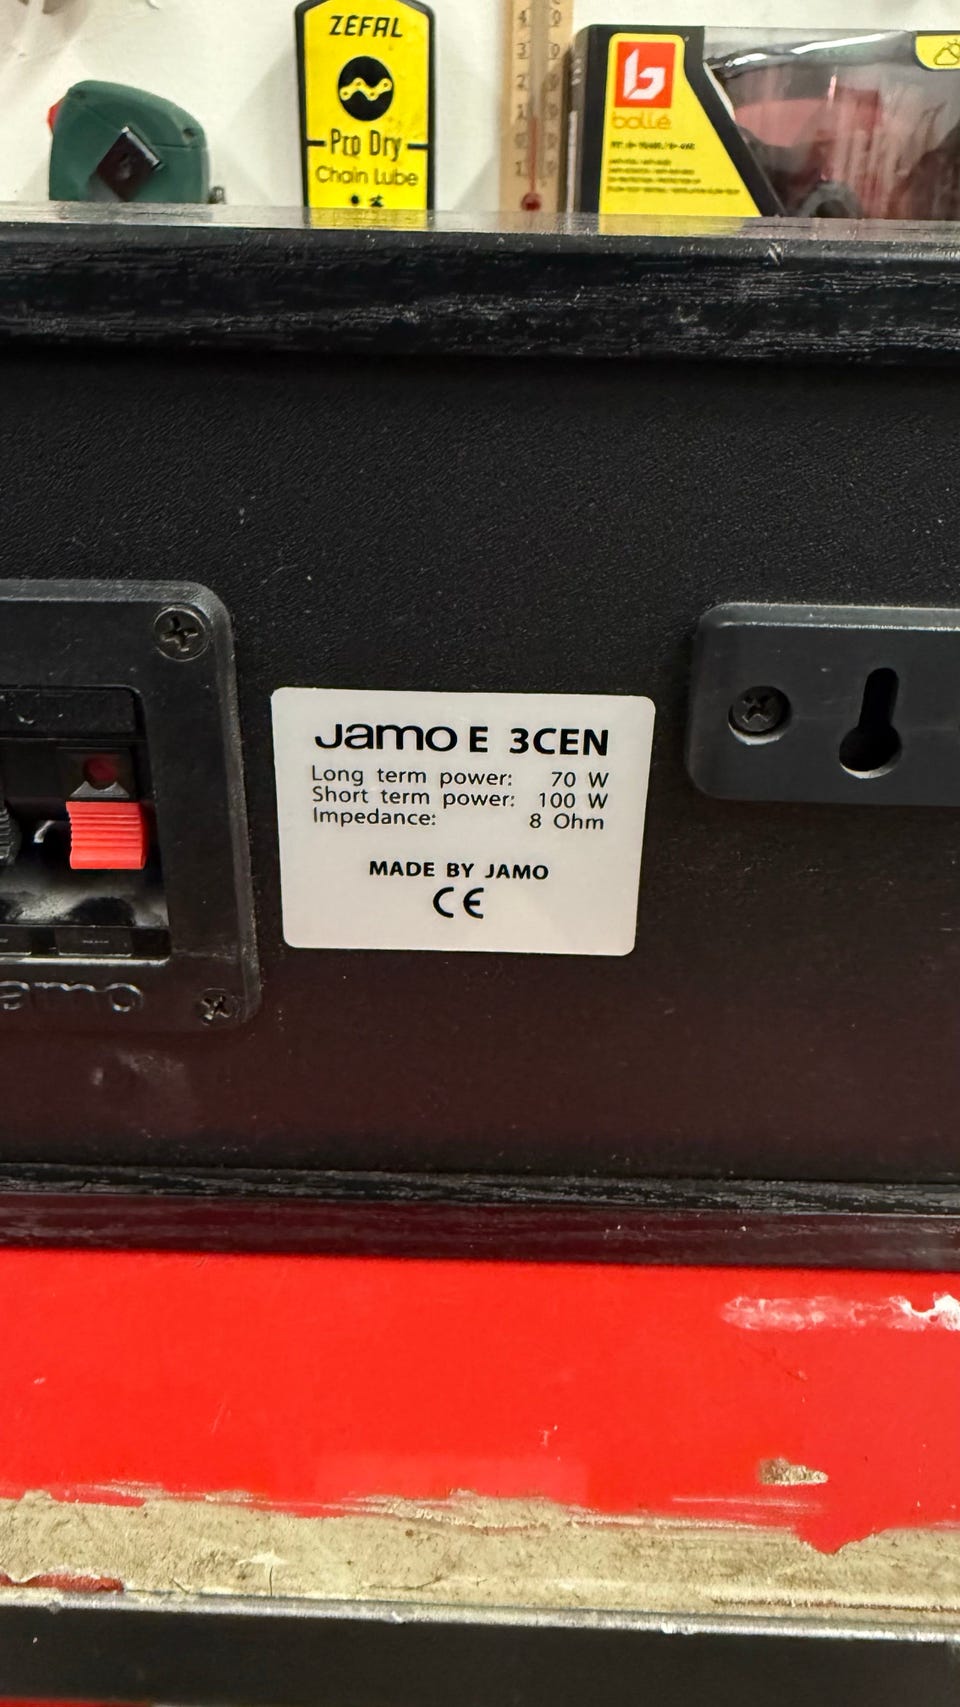 ZÉFAL
Pro Dry
Chain Lube
bollé
Jamo E 3CEN
Long term power: 70 W
Short term power: 100 W
Impedance: 8 Ohm
MADE BY JAMO
CE